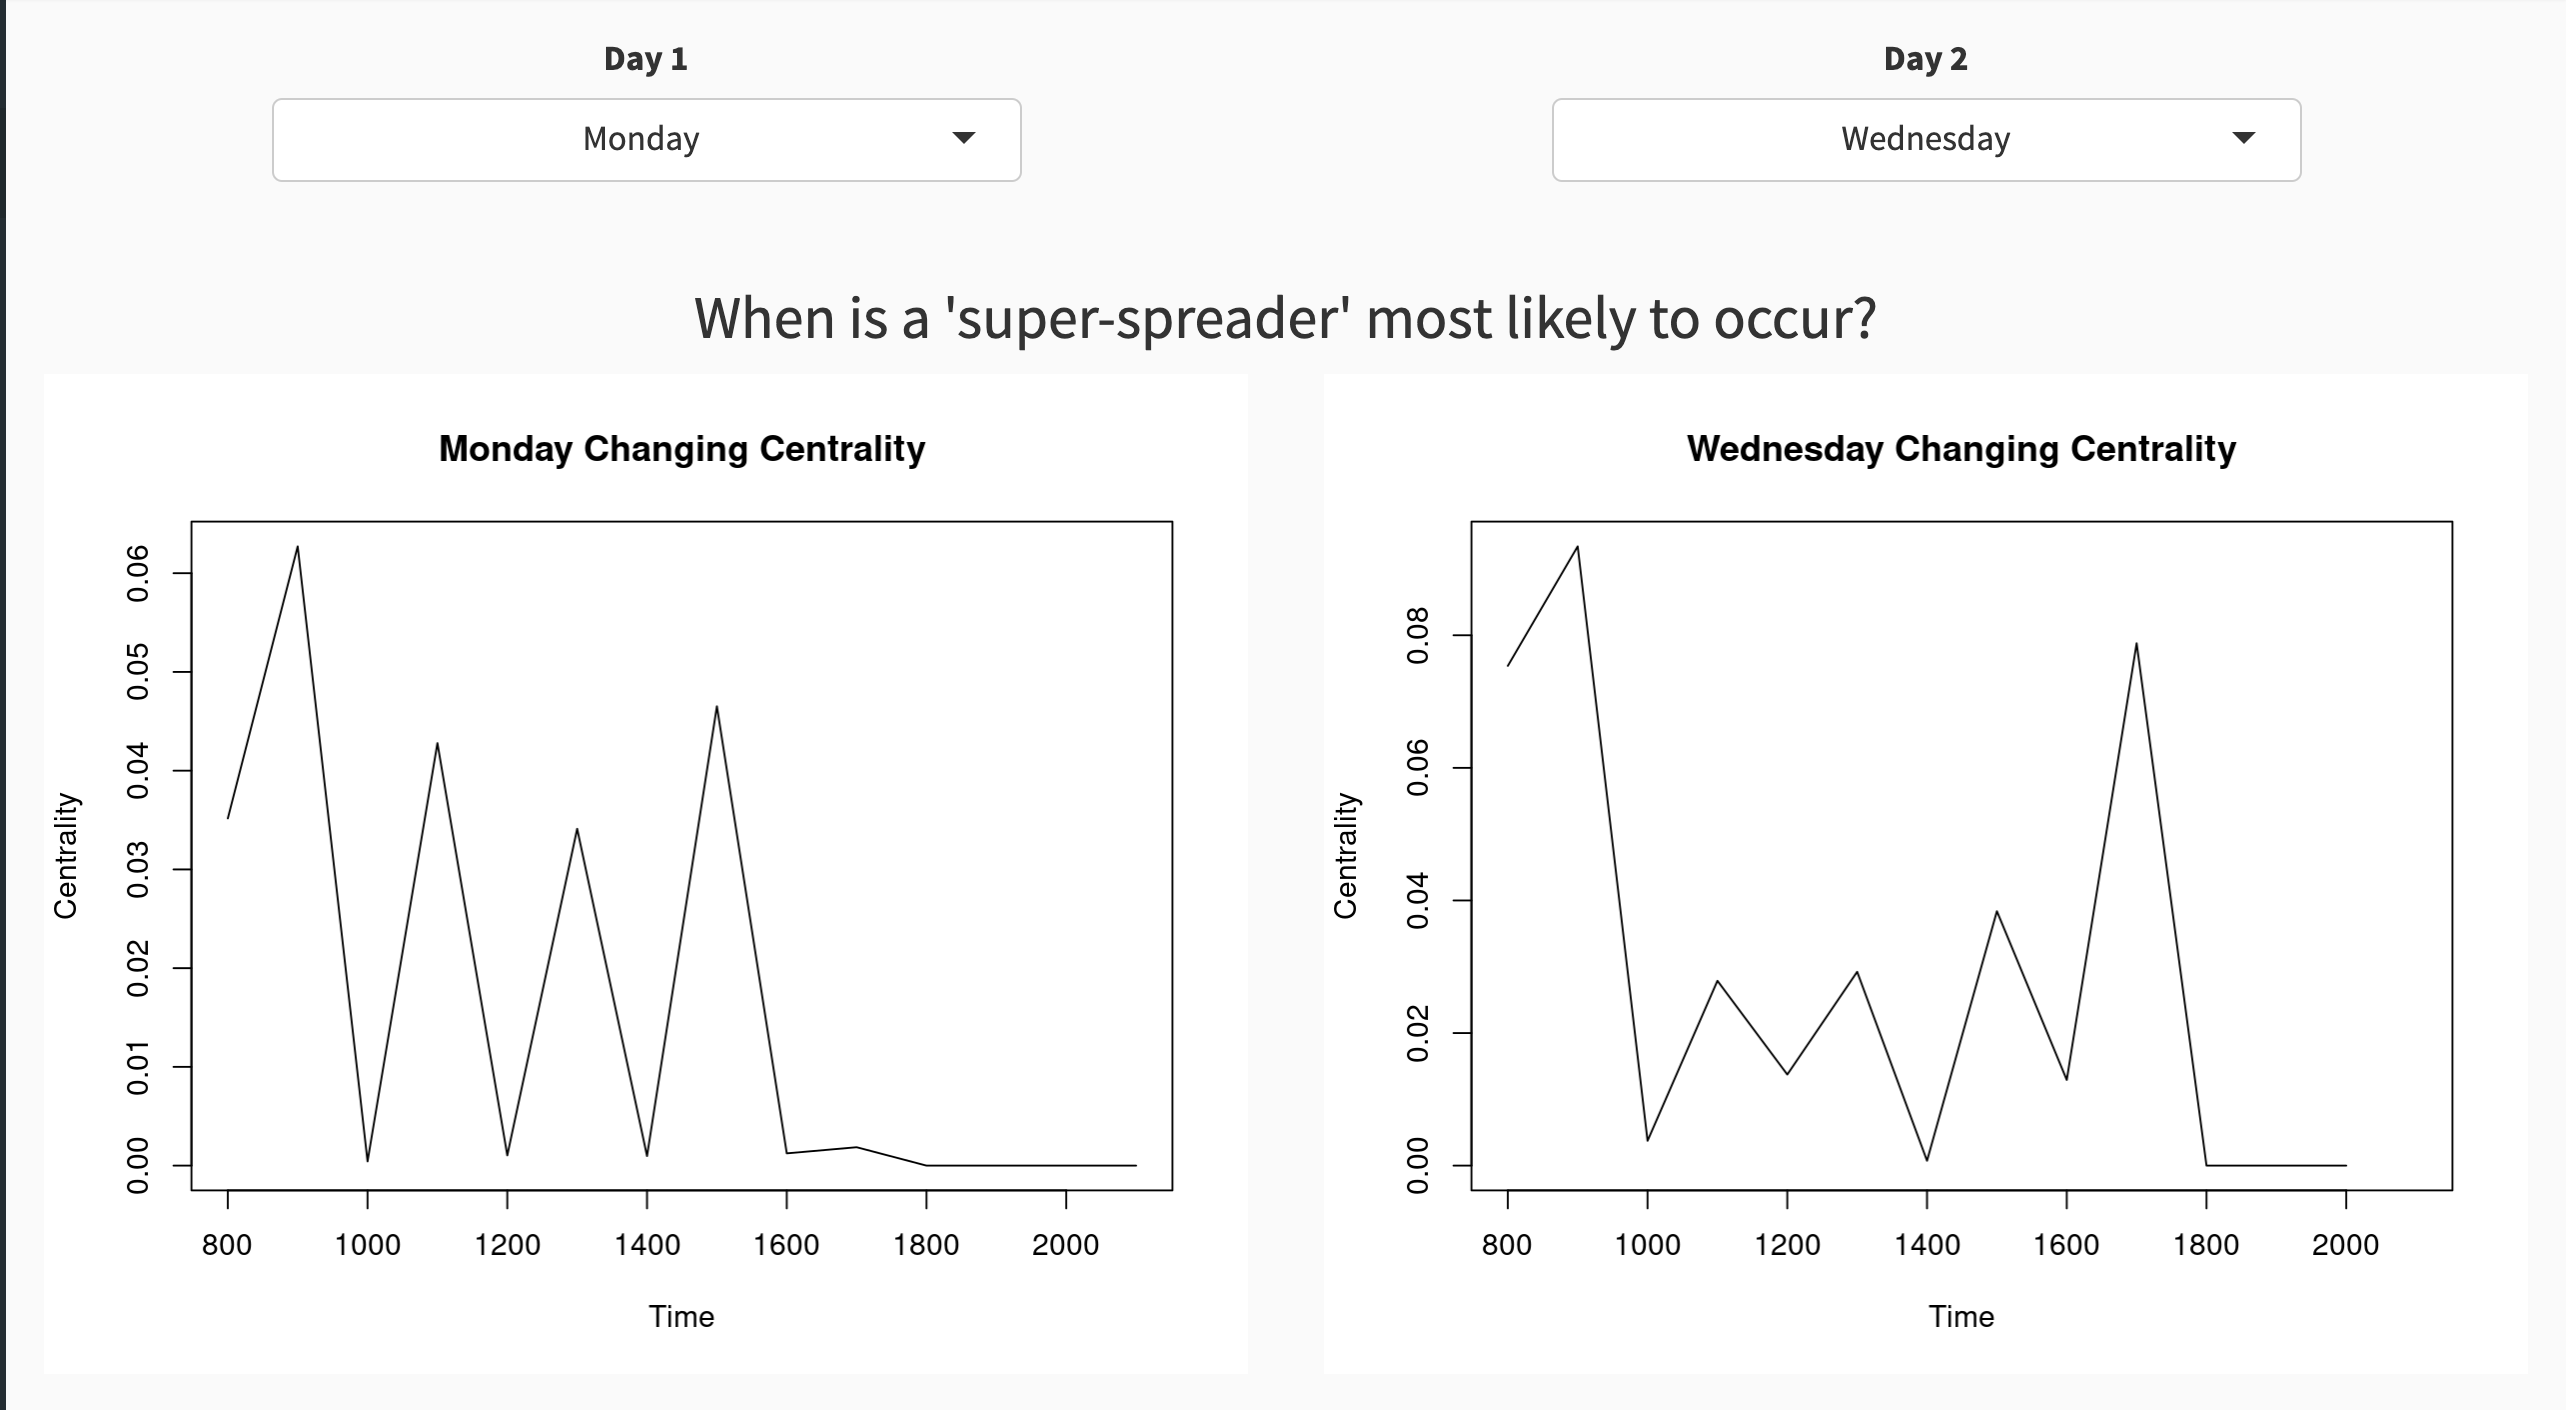 Day 1
Day 2
Monday
Wednesday
When is a 'super-spreader' most likely to occur?
Monday Changing Centrality
Centrality
0.06
0.05
0.04
0.03
0.02
0.01
0.00
800 1000 1200 1400 1600 1800 2000
Time
Wednesday Changing Centrality
Centrality
0.08
0.06
0.04
0.02
0.00
800 1000 1200 1400 1600 1800 2000
Time